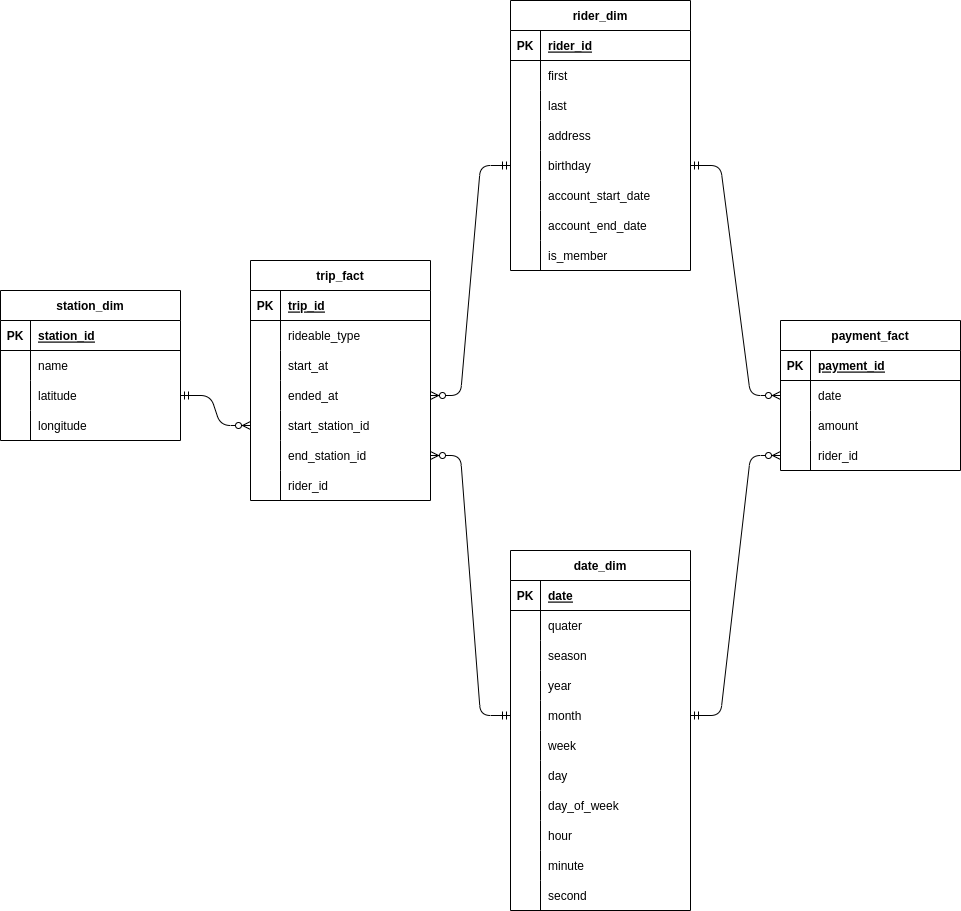 rider_dim
PK rider_id
first
last
address
birthday
account_start_date
account_end_date
is_member
trip_fact
PK trip_id
rideable_type
start_at
ended_at
start_station_id
end_station_id
rider_id
station_dim
PK station_id
name
latitude
longitude
payment_fact
PK payment_id
date
amount
rider_id
date_dim
PK date
quater
season
year
month
week
day
day_of_week
hour
minute
second